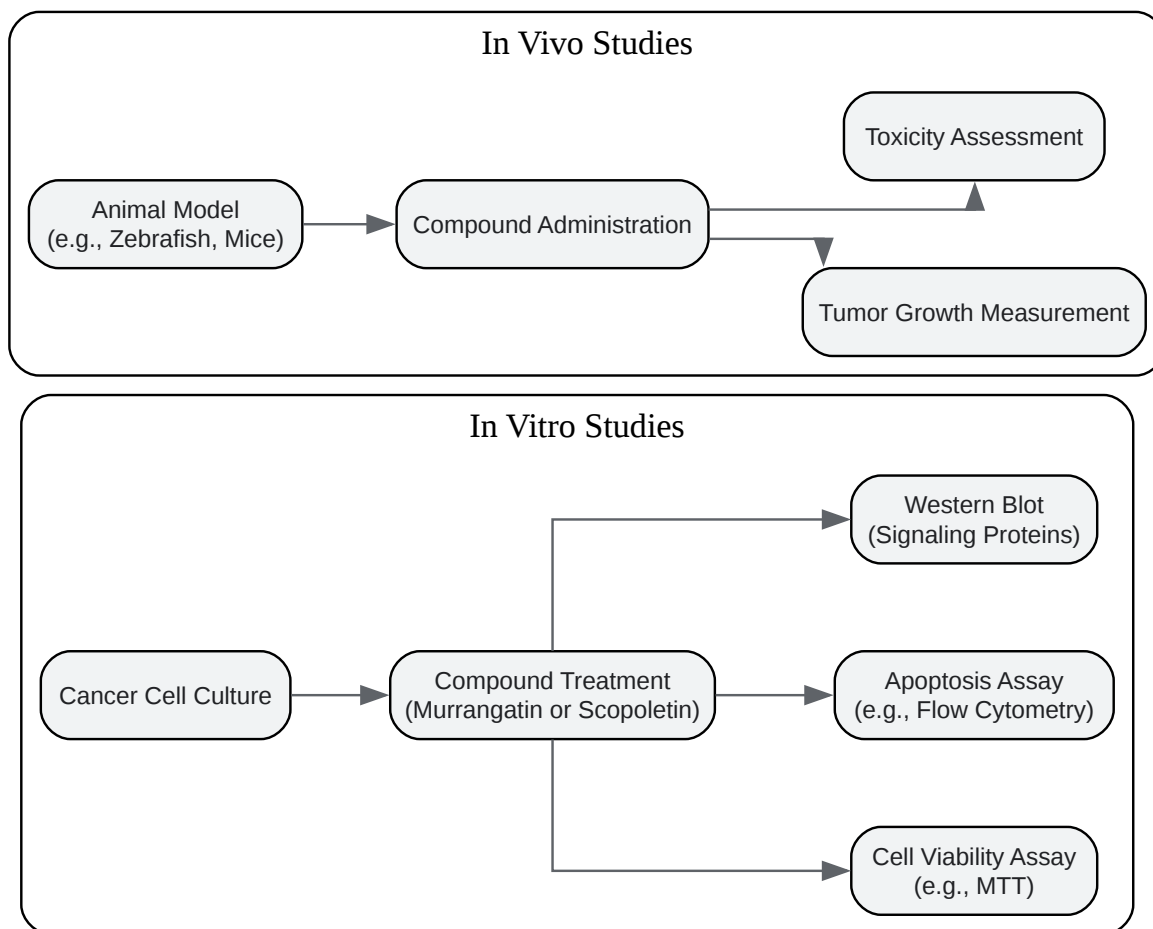 In Vivo Studies
Toxicity Assessment
Animal Model
(e.g., Zebrafish, Mice)
Compound Administration
Tumor Growth Measurement
In Vitro Studies
Western Blot
(Signaling Proteins)
Cancer Cell Culture
Compound Treatment
(Murrangatin or Scopoletin)
Apoptosis Assay
(e.g., Flow Cytometry)
Cell Viability Assay
(e.g., MTT)